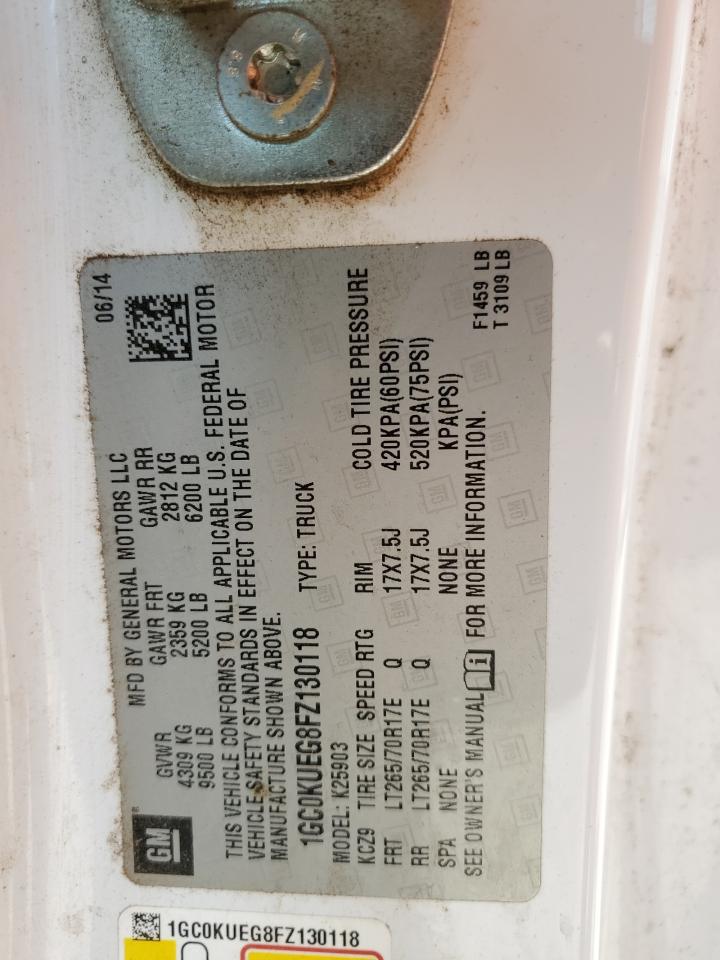 MFD BY GENERAL MOTORS LLC 06/14
GM
GVWR GAWR FRT GAWR RR
4309 KG 2359 KG 2812 KG
9500 LB 5200 LB 6200 LB
THIS VEHICLE CONFORMS TO ALL APPLICABLE U.S. FEDERAL MOTOR
VEHICLE SAFETY STANDARDS IN EFFECT ON THE DATE OF
MANUFACTURE SHOWN ABOVE.
1GC0KUEG8FZ130118 TYPE: TRUCK
MODEL: K25903
KCZ9 TIRE SIZE SPEED RTG RIM COLD TIRE PRESSURE
FRT LT265/70R17E Q 17X7.5J 420KPA(60PSI)
RR LT265/70R17E Q 17X7.5J 520KPA(75PSI)
SPA NONE NONE KPA(PSI)
SEE OWNER'S MANUAL i FOR MORE INFORMATION.
F1459 LB
T 3109 LB
1GC0KUEG8FZ130118